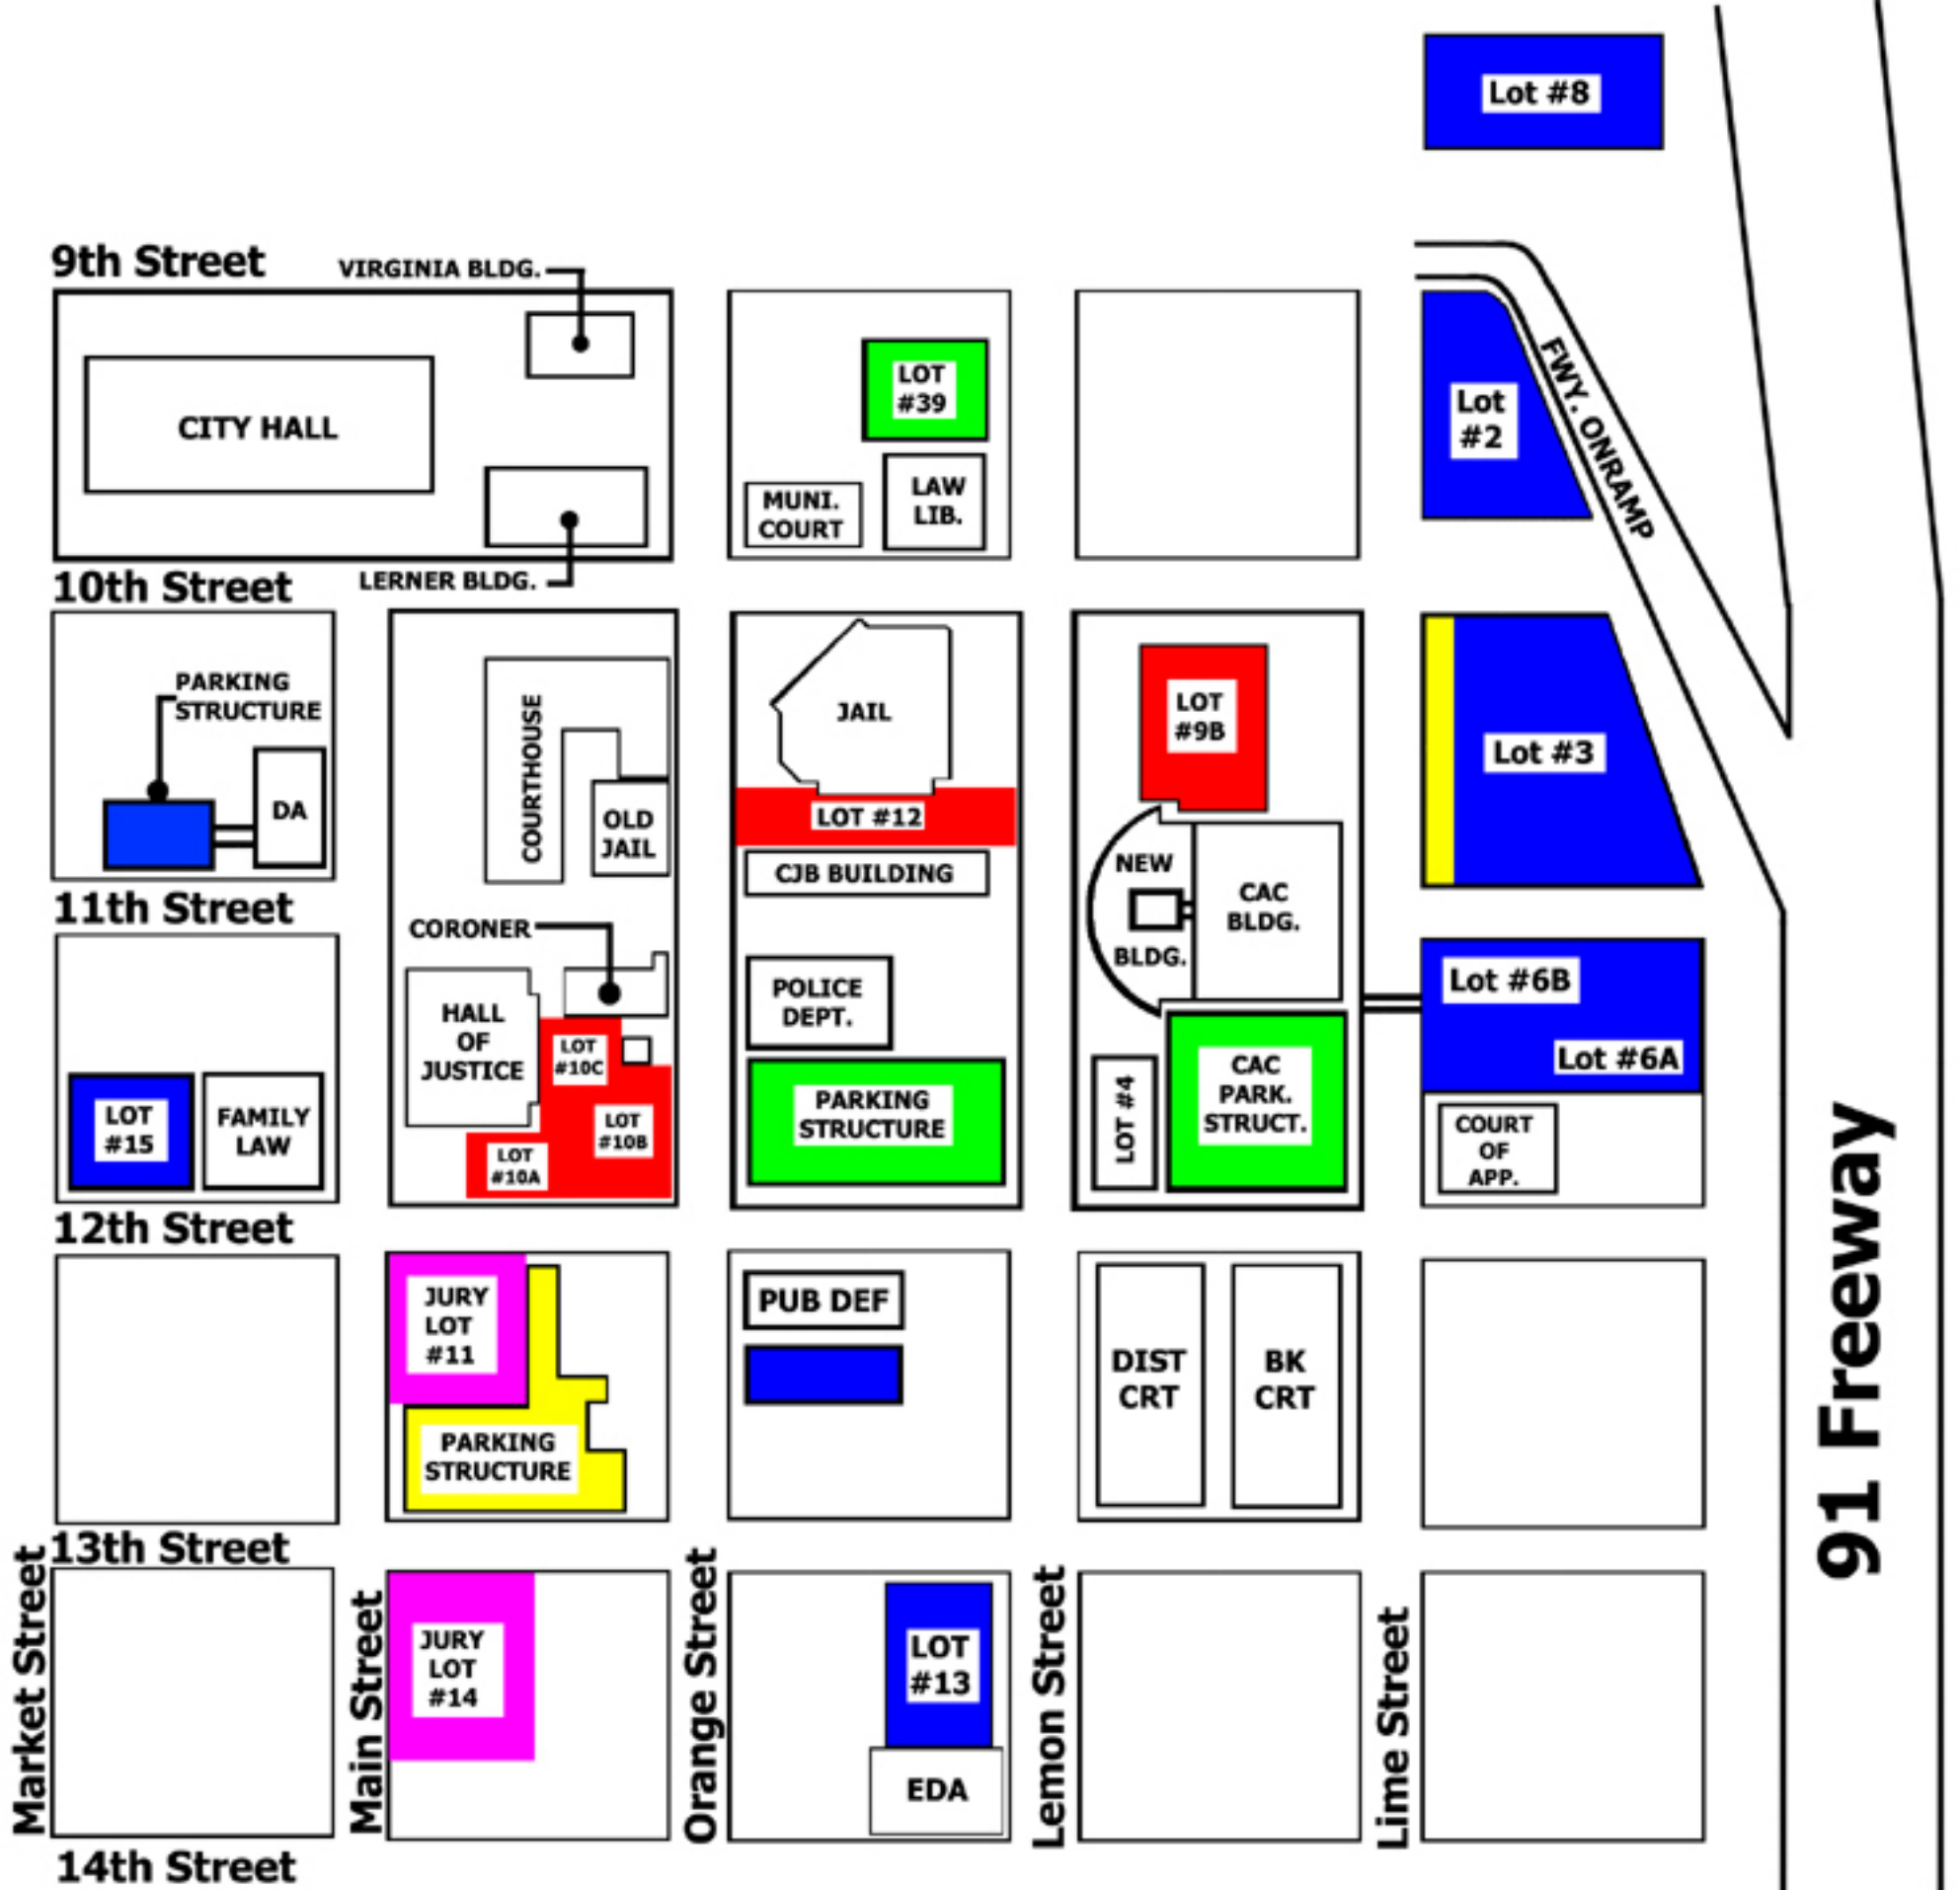 Lot #8
9th Street
VIRGINIA BLDG.
CITY HALL
LERNER BLDG.
LOT
#39
MUNI.
COURT
LAW
LIB.
Lot
#2
FWY. ONRAMP
10th Street
PARKING
STRUCTURE
DA
COURTHOUSE
OLD
JAIL
JAIL
LOT #12
CJB BUILDING
LOT
#9B
NEW
BLDG.
CAC
BLDG.
Lot #3
11th Street
CORONER
HALL
OF
JUSTICE
LOT
#10C
LOT
#10B
LOT
#10A
LOT
#15
FAMILY
LAW
POLICE
DEPT.
PARKING
STRUCTURE
LOT #4
CAC
PARK.
STRUCT.
Lot #6B
Lot #6A
COURT
OF
APP.
12th Street
JURY
LOT
#11
PARKING
STRUCTURE
PUB DEF
DIST
CRT
BK
CRT
91 Freeway
13th Street
Market Street
Main Street
JURY
LOT
#14
Orange Street
LOT
#13
EDA
Lemon Street
Lime Street
14th Street